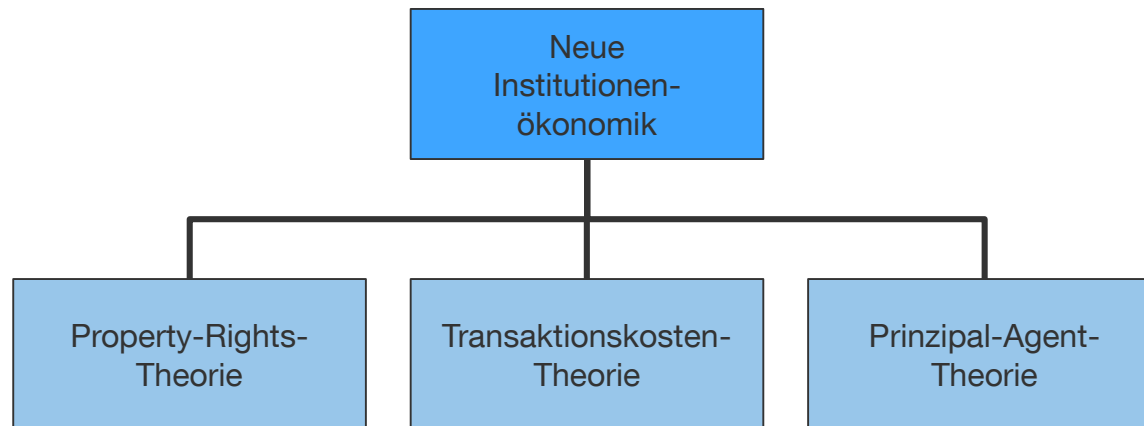 Neue
Institutionen-
ökonomik
Property-Rights-
Theorie
Transaktionskosten-
Theorie
Prinzipal-Agent-
Theorie